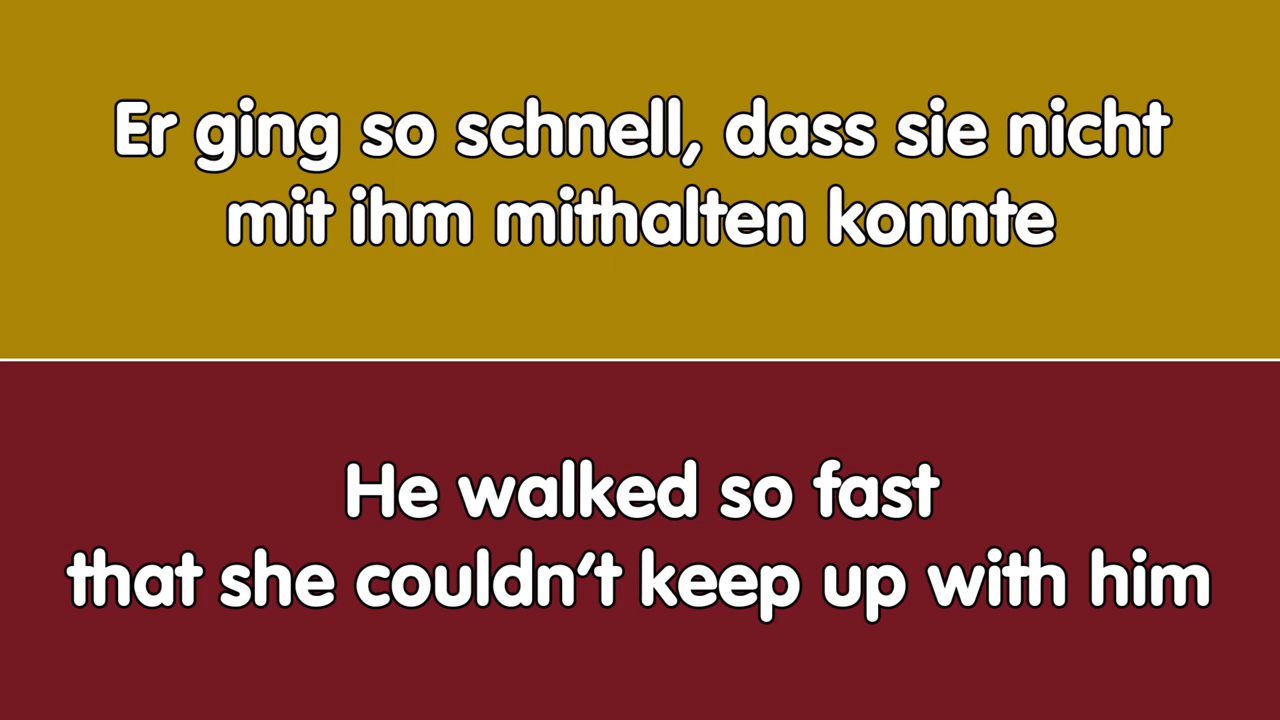 Er ging so schnell, dass sie nicht
mit ihm mithalten konnte
He walked so fast
that she couldn't keep up with him